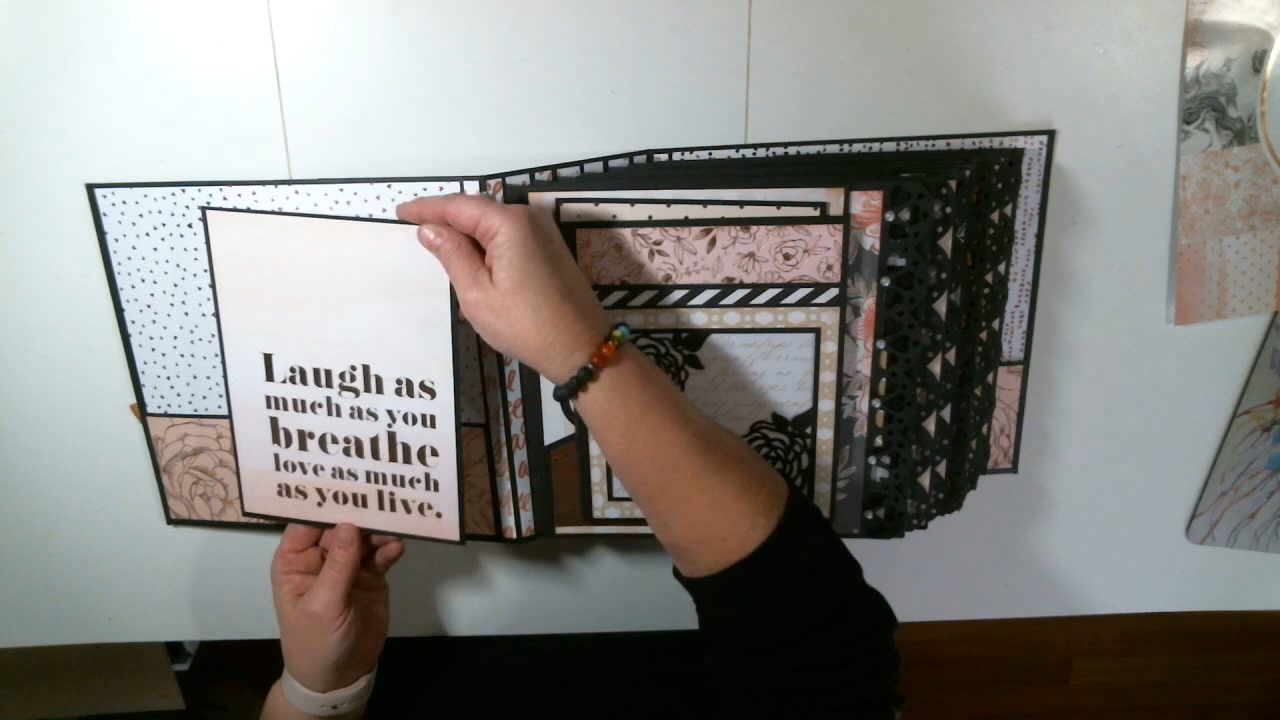 Laugh as
much as you
breathe
love as much
as you live.